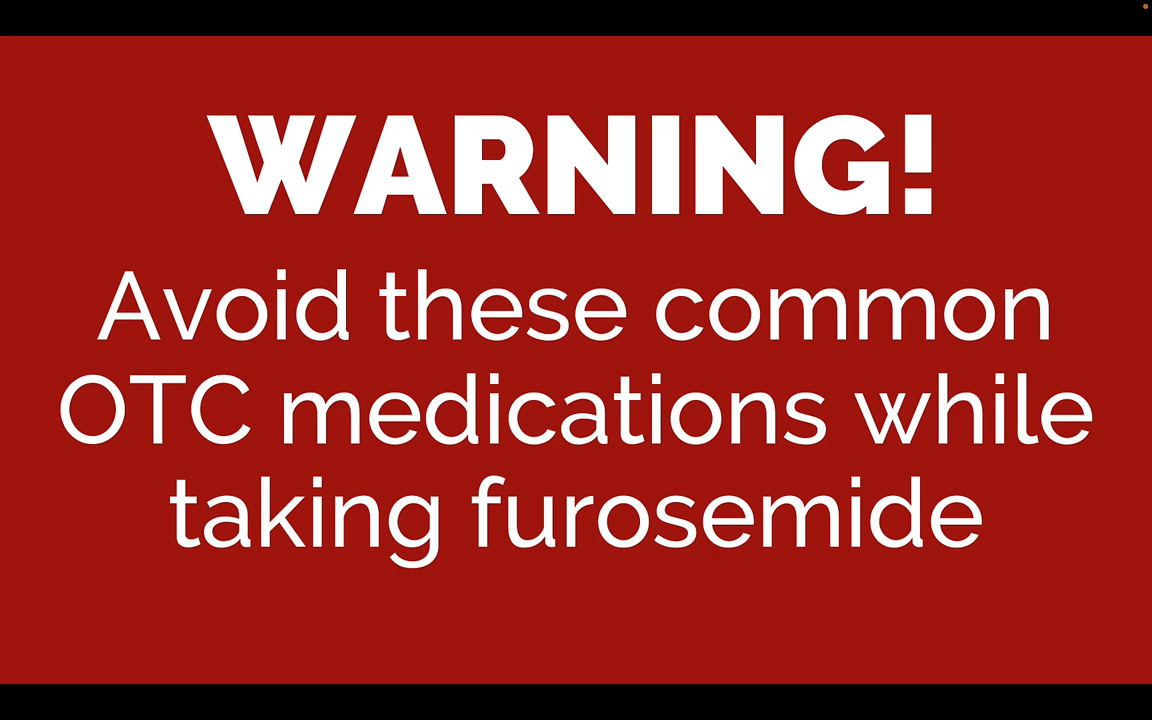 WARNING!
Avoid these common
OTC medications while
taking furosemide